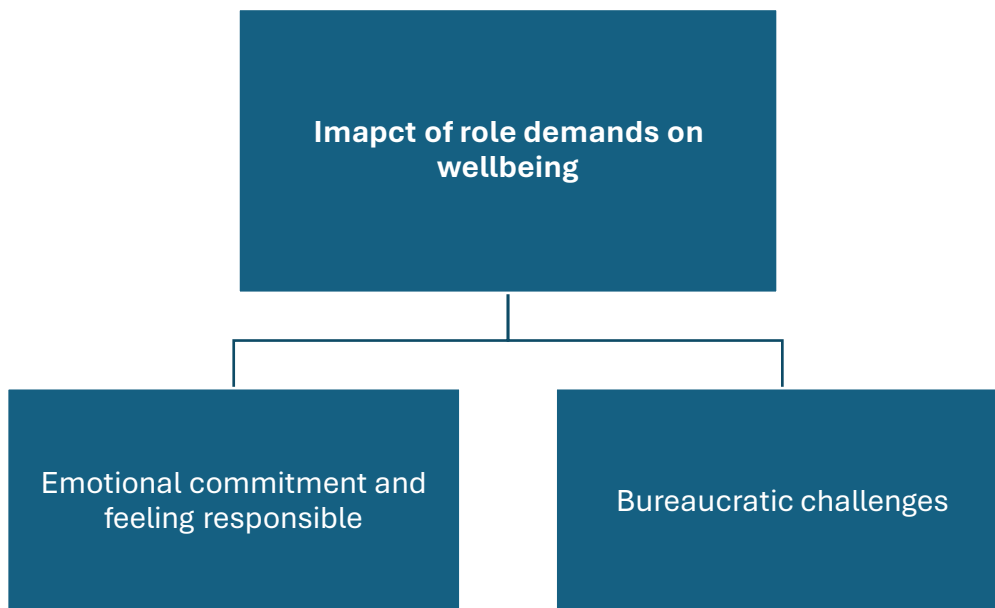 Imapct of role demands on
wellbeing
Emotional commitment and
feeling responsible
Bureaucratic challenges